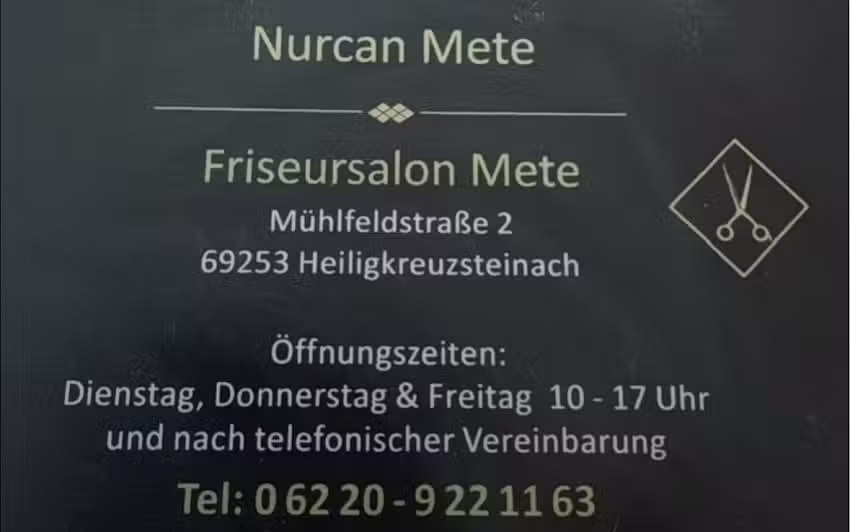 Nurcan Mete
Friseursalon Mete
Mühlfeldstraße 2
69253 Heiligkreuzsteinach
Öffnungszeiten:
Dienstag, Donnerstag & Freitag 10 - 17 Uhr
und nach telefonischer Vereinbarung
Tel: 0 62 20 - 9 22 11 63